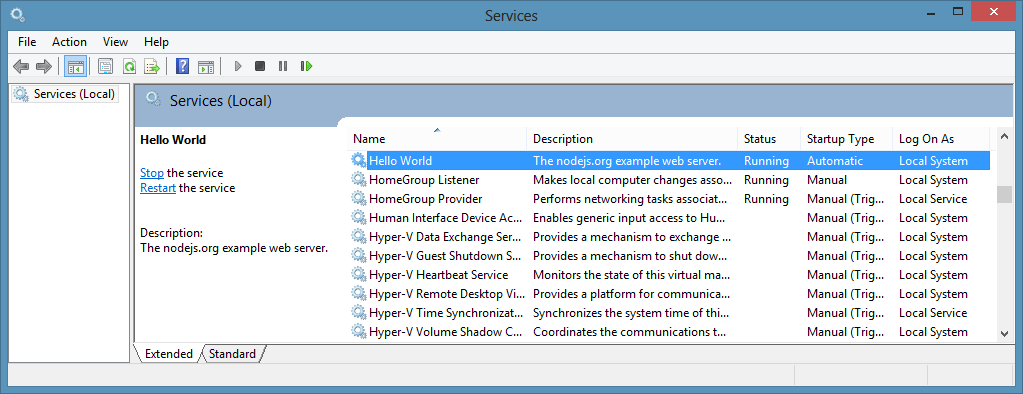 Services
File Action View Help
Services (Local)
Services (Local)
Hello World
Stop the service
Restart the service
Description:
The nodejs.org example web server.
Name Description Status Startup Type Log On As
Hello World The nodejs.org example web server. Running Automatic Local System
HomeGroup Listener Makes local computer changes asso... Running Manual Local System
HomeGroup Provider Performs networking tasks associat... Running Manual (Trig... Local Service
Human Interface Device Ac... Enables generic input access to Hu... Manual (Trig... Local System
Hyper-V Data Exchange Ser... Provides a mechanism to exchange ... Manual (Trig... Local System
Hyper-V Guest Shutdown S... Provides a mechanism to shut dow... Manual (Trig... Local System
Hyper-V Heartbeat Service Monitors the state of this virtual ma... Manual (Trig... Local System
Hyper-V Remote Desktop Vi... Provides a platform for communica... Manual (Trig... Local System
Hyper-V Time Synchronizat... Synchronizes the system time of thi... Manual (Trig... Local Service
Hyper-V Volume Shadow C... Coordinates the communications t... Manual (Trig... Local System
Extended Standard